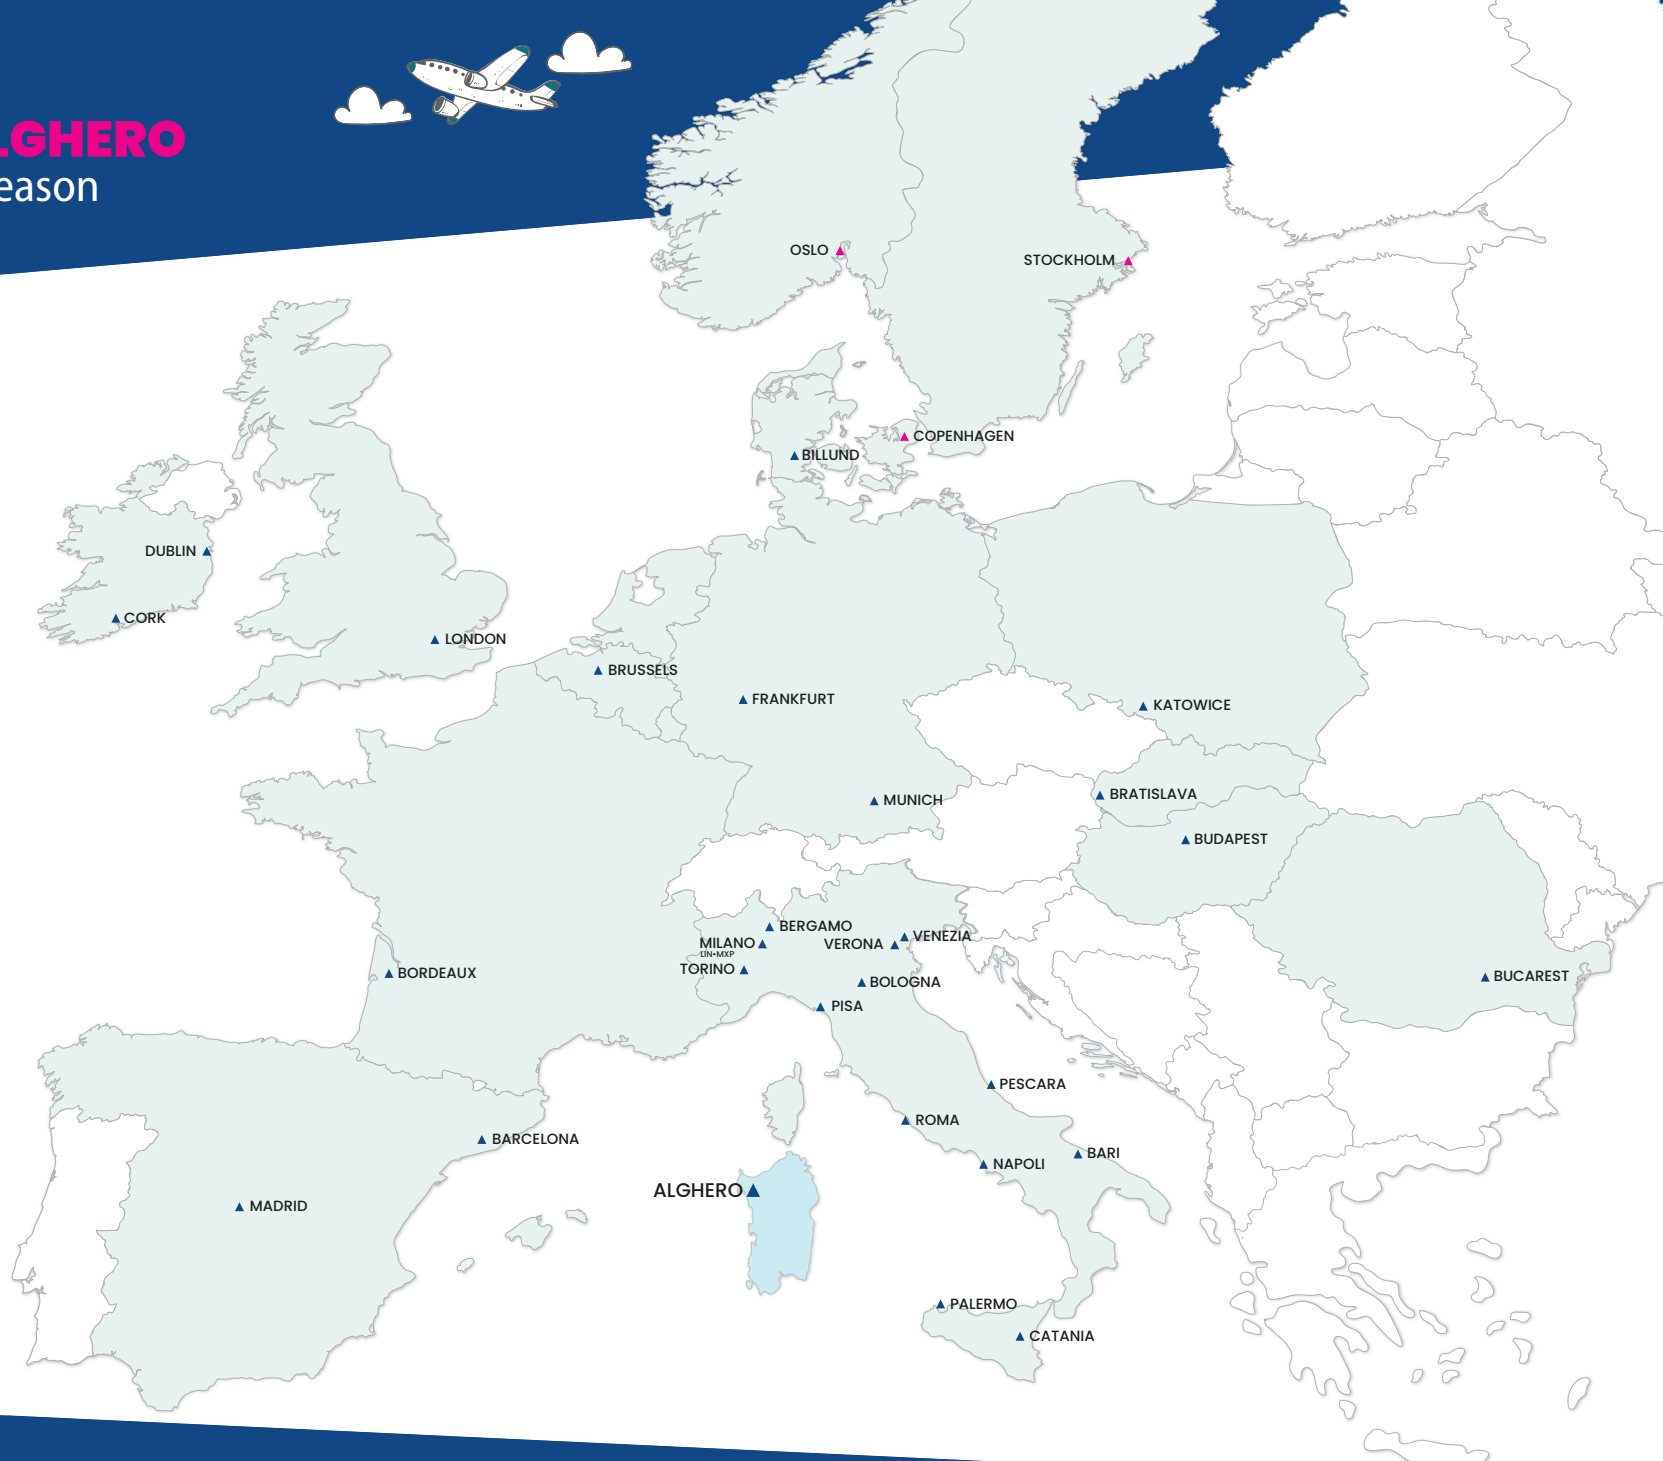 LGHERO
eason
OSLO
STOCKHOLM
COPENHAGEN
BILLUND
DUBLIN
CORK
LONDON
BRUSSELS
FRANKFURT
KATOWICE
MUNICH
BRATISLAVA
BUDAPEST
BERGAMO
MILANO
LIN•MXP
VERONA
VENEZIA
TORINO
BORDEAUX
BOLOGNA
BUCAREST
PISA
PESCARA
ROMA
BARCELONA
BARI
NAPOLI
ALGHERO
MADRID
PALERMO
CATANIA